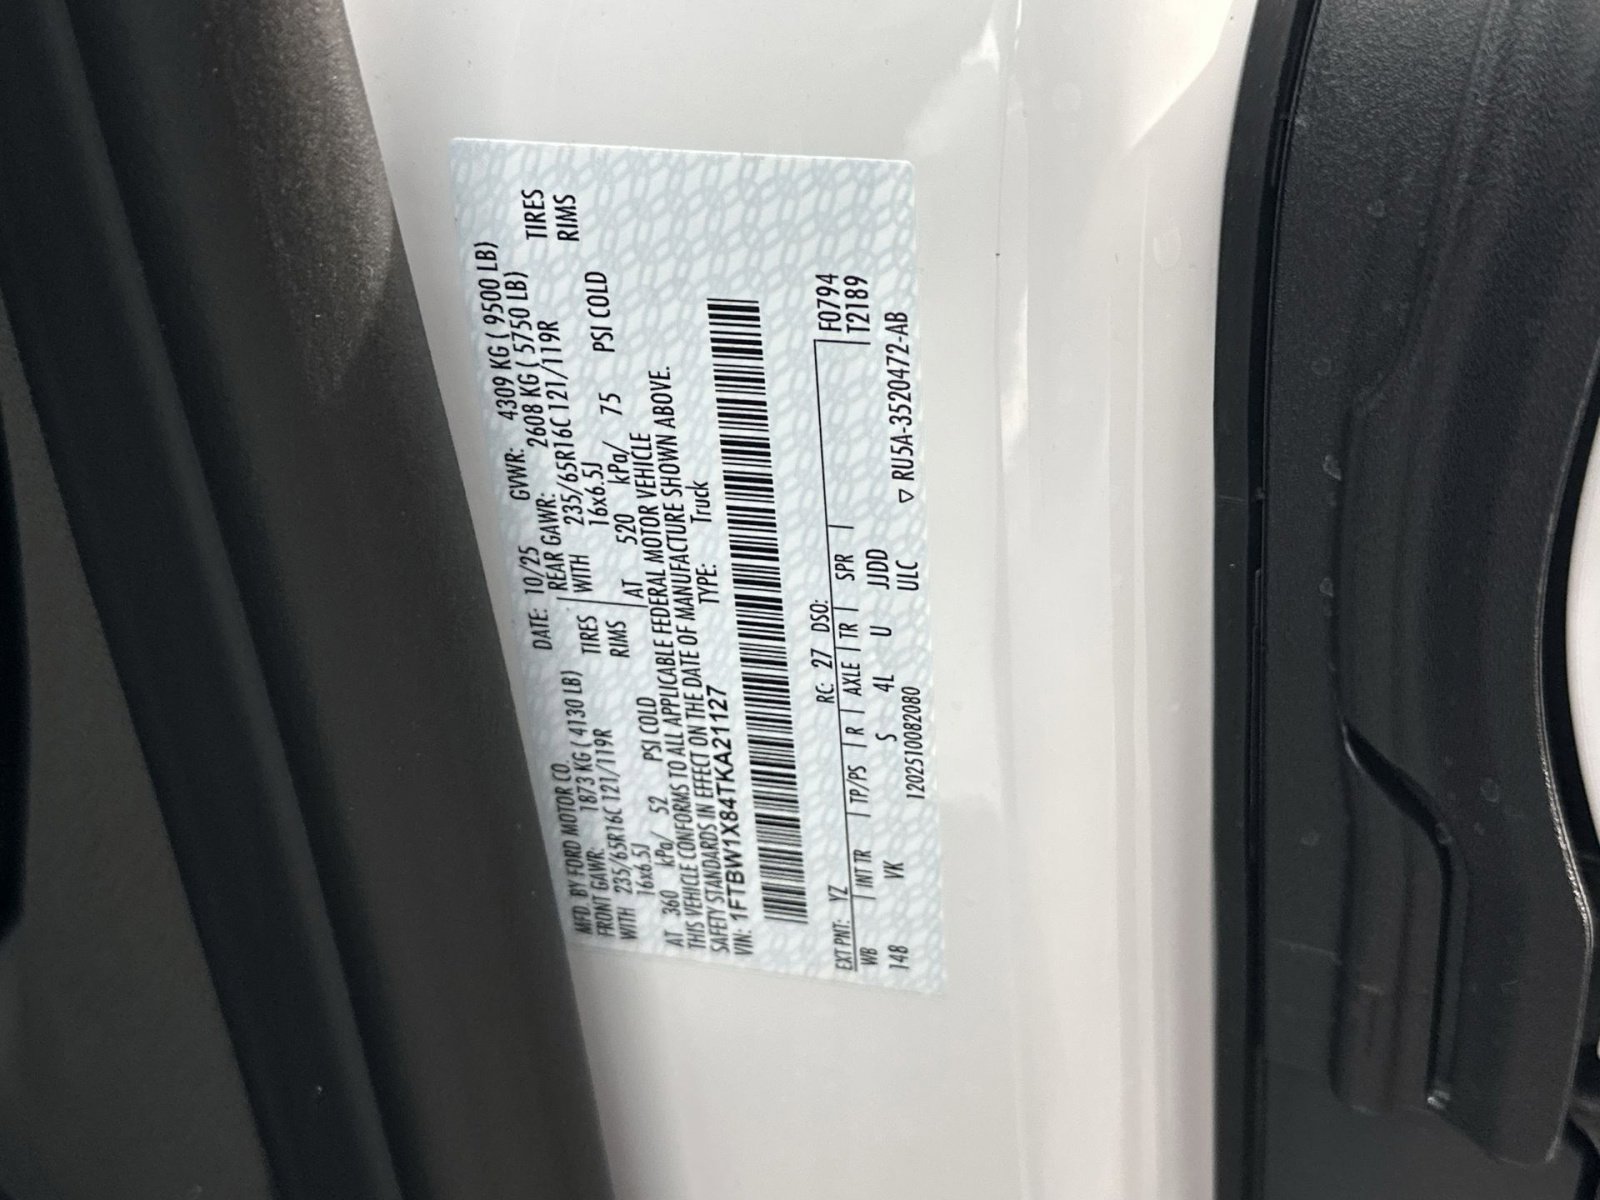 MFD. BY FORD MOTOR CO. DATE: 10/25 GVWR: 4309 KG ( 9500 LB)
FRONT GAWR: 1873 KG ( 4130 LB) REAR GAWR: 2608 KG ( 5750 LB)
WITH 235/65R16C 121/119R TIRES WITH 235/65R16C 121/119R TIRES
16x6.5J RIMS 16x6.5J RIMS
AT 360 kPa/ 52 PSI COLD AT 520 kPa/ 75 PSI COLD
THIS VEHICLE CONFORMS TO ALL APPLICABLE FEDERAL MOTOR VEHICLE
SAFETY STANDARDS IN EFFECT ON THE DATE OF MANUFACTURE SHOWN ABOVE.
VIN: 1FTBW1X84TKA21127 TYPE: Truck
EXT PNT: YZ RC: 27 DSO: F0794
WB INT TR TP/PS R AXLE TR SPR T2189
148 VK S 4L U JJDD
1202510082080 ULC ▽ RU5A-3520472-AB